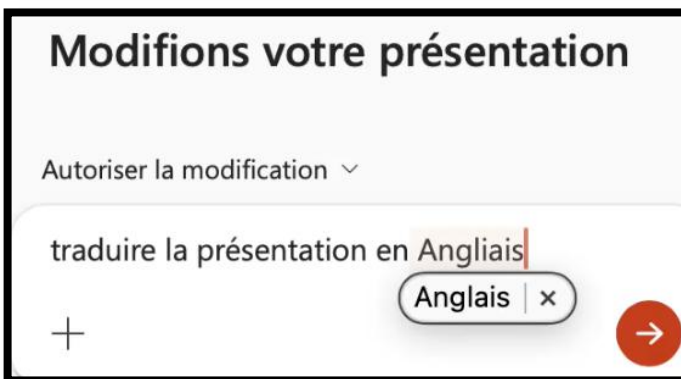 Modifions votre présentation
Autoriser la modification
traduire la présentation en Angliais
Anglais